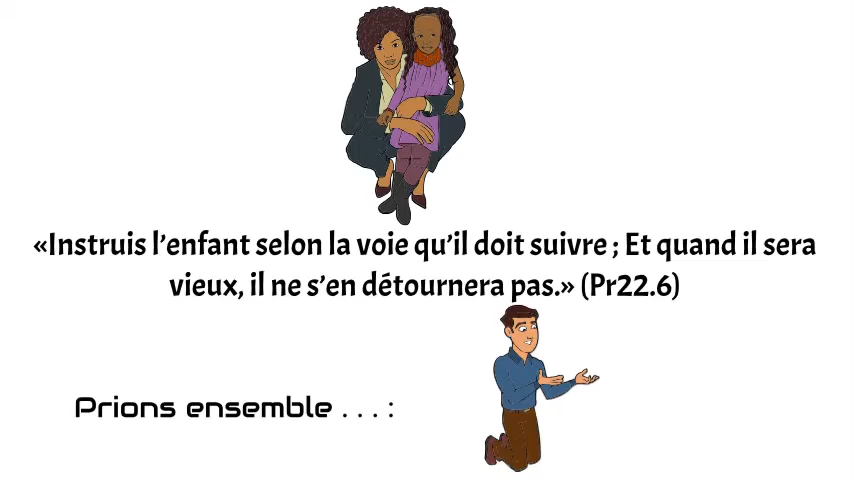 «Instruis l’enfant selon la voie qu’il doit suivre ; Et quand il sera
vieux, il ne s’en détournera pas.» (Pr22.6)
Prions ensemble . . . :